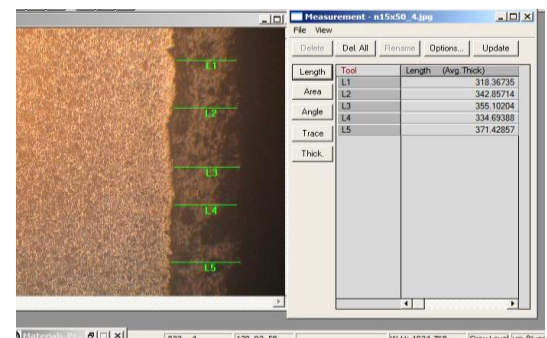 Measurement - n15x50_4.jpg
File View
Delete Del. All Rename Options... Update
Length
Area
Angle
Trace
Thick.
Tool Length (Avg.Thick)
L1 318.36735
L2 342.85714
L3 355.10204
L4 334.69388
L5 371.42857
L1
L2
L3
L4
L5